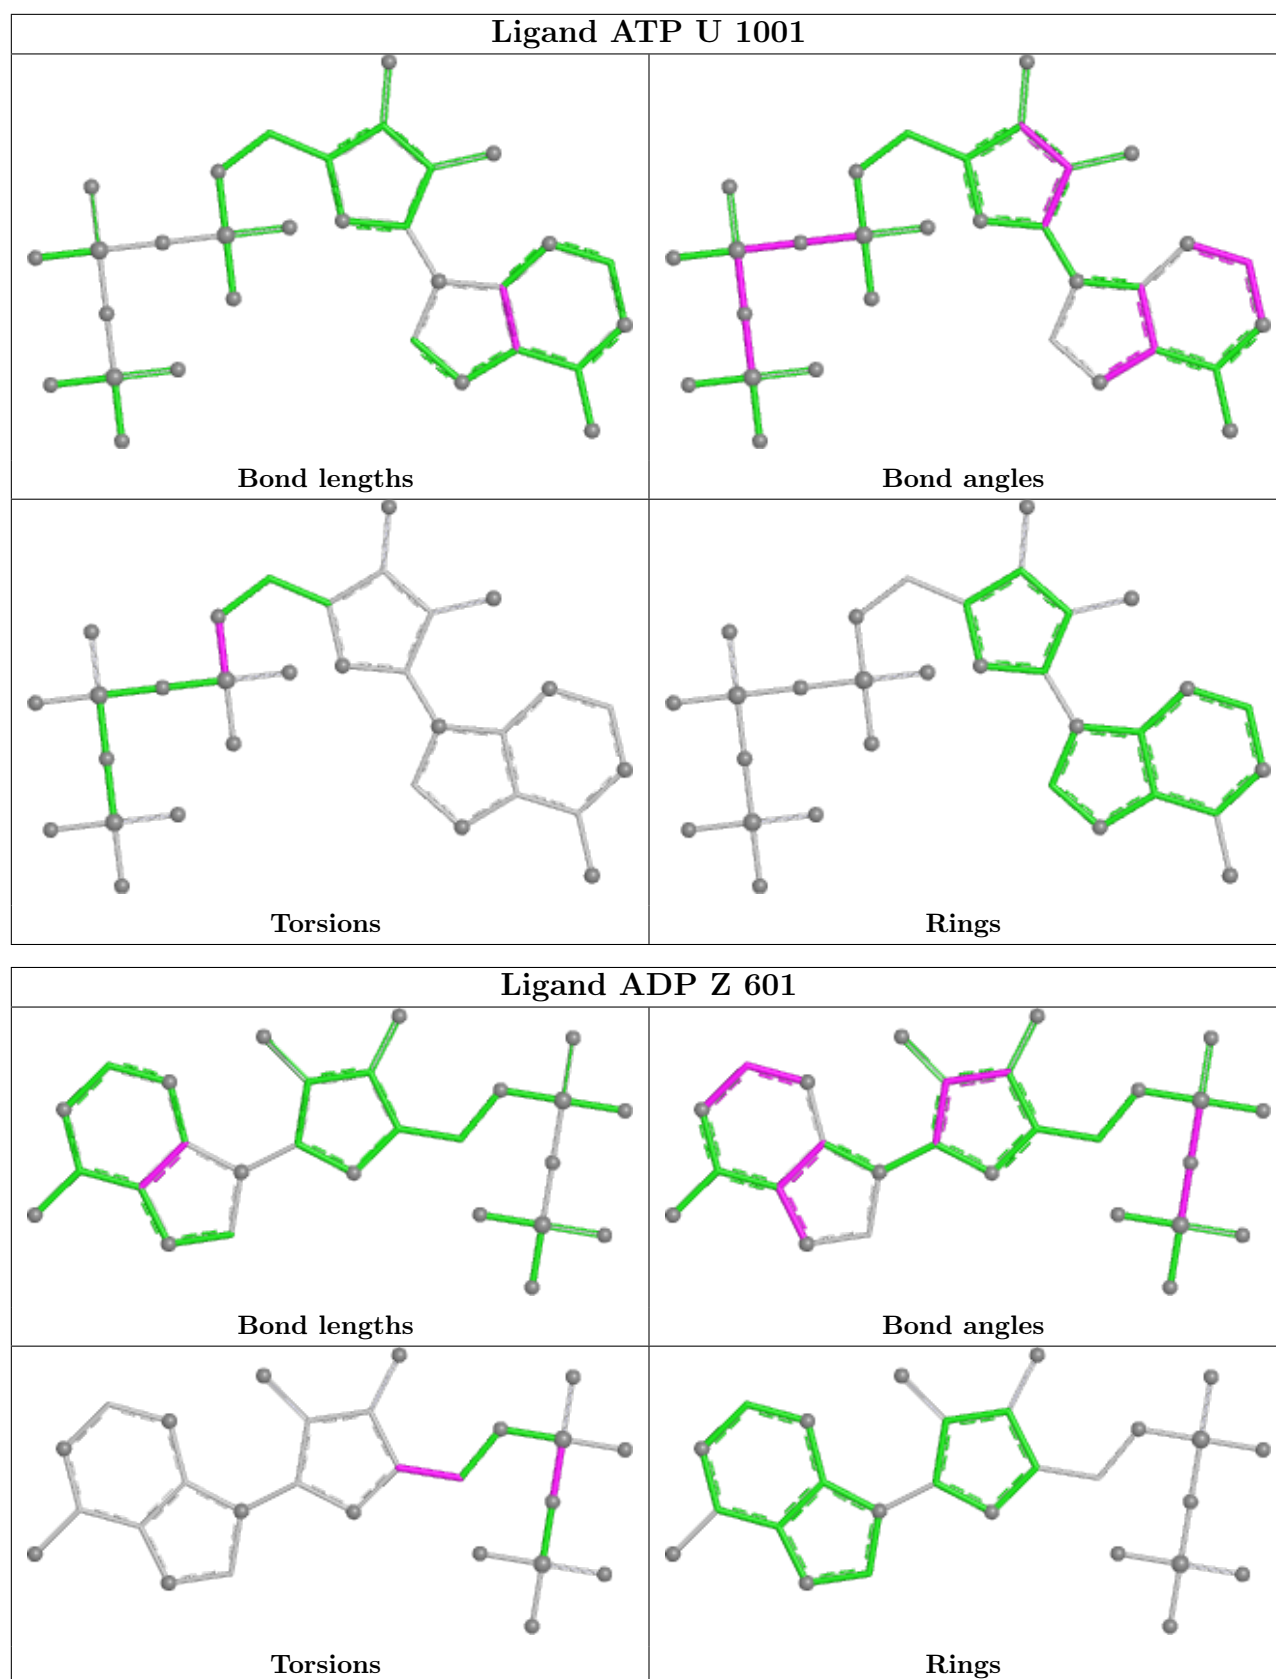 Ligand ATP U 1001
Bond lengths
Bond angles
Torsions
Rings
Ligand ADP Z 601
Bond lengths
Bond angles
Torsions
Rings